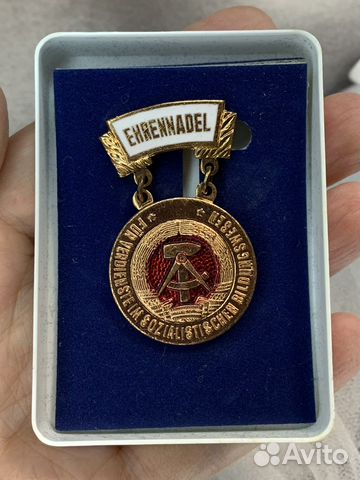 EHRENNADEL
FÜR VERDIENSTE IM SOZIALISTISCHEN BILDUNGSWESEN
Avito